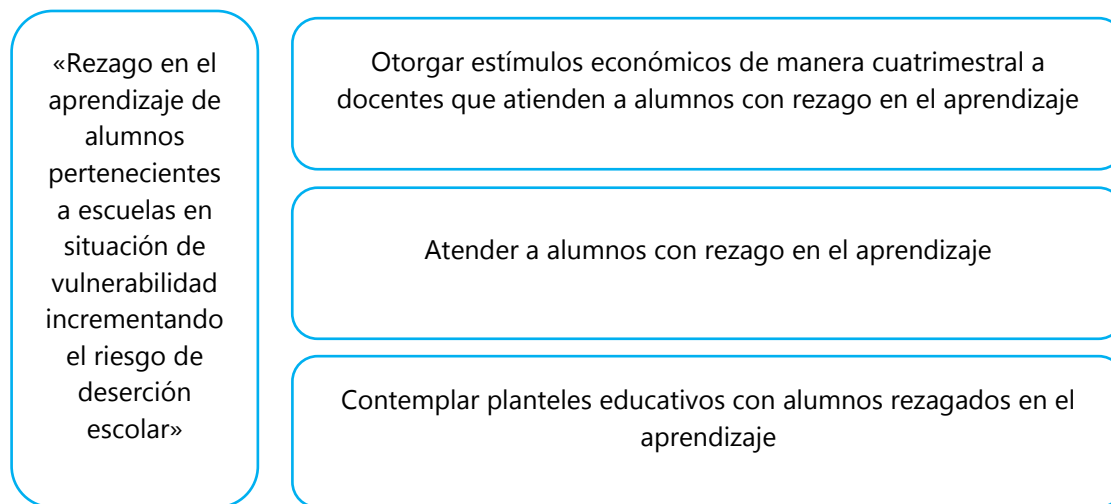 «Rezago en el
aprendizaje de
alumnos
pertenecientes
a escuelas en
situación de
vulnerabilidad
incrementando
el riesgo de
deserción
escolar»
Otorgar estímulos económicos de manera cuatrimestral a
docentes que atienden a alumnos con rezago en el aprendizaje
Atender a alumnos con rezago en el aprendizaje
Contemplar planteles educativos con alumnos rezagados en el
aprendizaje